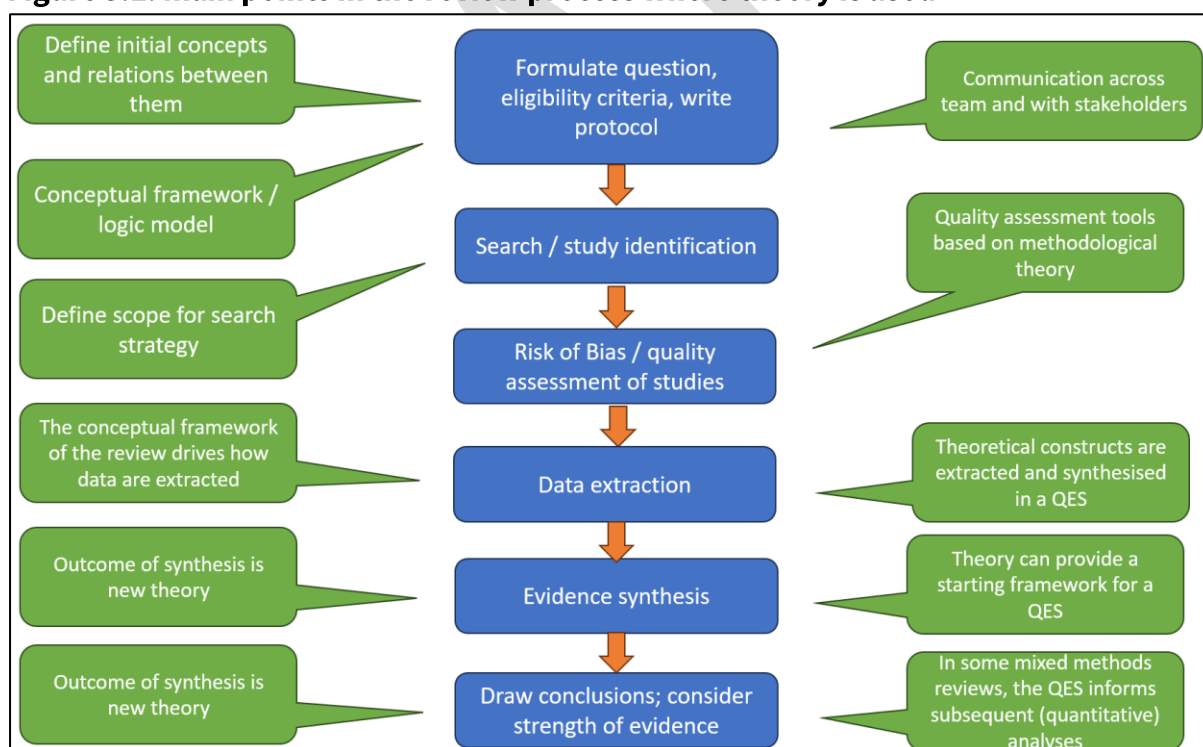 Define initial concepts
and relations between
them
Formulate question,
eligibility criteria, write
protocol
Communication across
team and with stakeholders
Conceptual framework /
logic model
Search / study identification
Quality assessment tools
based on methodological
theory
Define scope for search
strategy
Risk of Bias / quality
assessment of studies
The conceptual framework
of the review drives how
data are extracted
Data extraction
Theoretical constructs are
extracted and synthesised
in a QES
Outcome of synthesis is
new theory
Evidence synthesis
Theory can provide a
starting framework for a
QES
Outcome of synthesis is
new theory
Draw conclusions; consider
strength of evidence
In some mixed methods
reviews, the QES informs
subsequent (quantitative)
analyses